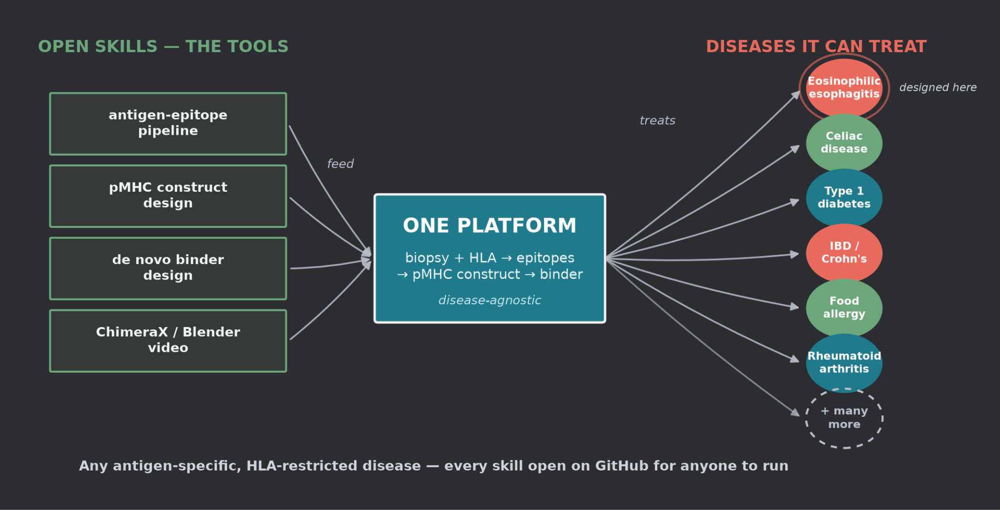 OPEN SKILLS — THE TOOLS
antigen-epitope
pipeline
pMHC construct
design
de novo binder
design
ChimeraX / Blender
video
feed
ONE PLATFORM
biopsy + HLA → epitopes
→ pMHC construct → binder
disease-agnostic
treats
DISEASES IT CAN TREAT
Eosinophilic
esophagitis
designed here
Celiac
disease
Type 1
diabetes
IBD /
Crohn's
Food
allergy
Rheumatoid
arthritis
+ many
more
Any antigen-specific, HLA-restricted disease — every skill open on GitHub for anyone to run